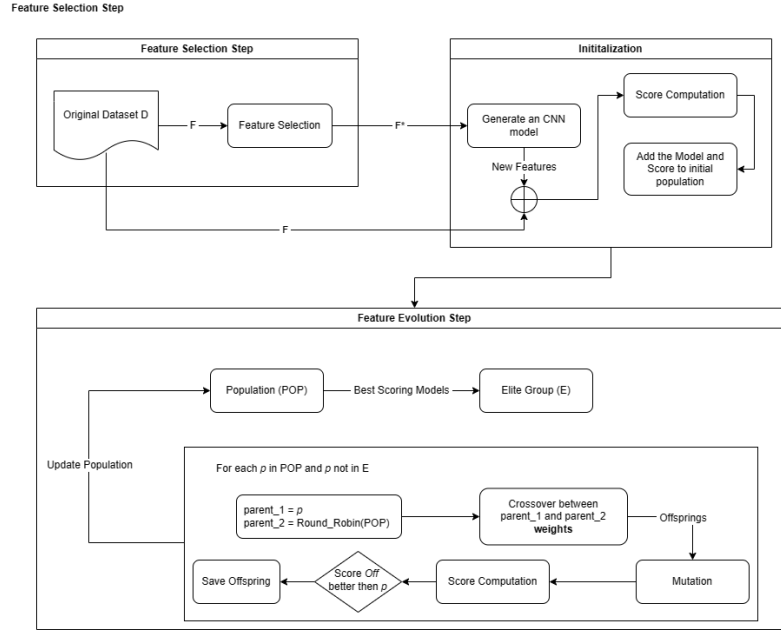 Feature Selection Step
Feature Selection Step
Inititalization
Original Dataset D
F
Feature Selection
F*
Generate an CNN
model
Score Computation
New Features
Add the Model and
Score to initial
population
F
Feature Evolution Step
Population (POP)
Best Scoring Models
Elite Group (E)
Update Population
For each p in POP and p not in E
parent_1 = p
parent_2 = Round_Robin(POP)
Crossover between
parent_1 and parent_2
weights
Offsprings
Save Offspring
Score Off
better then p
Score Computation
Mutation